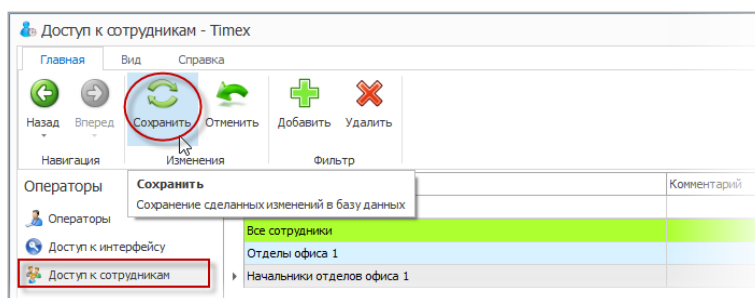 Доступ к сотрудникам - Timex
Главная Вид Справка
Назад Вперед Сохранить Отменить Добавить Удалить
Навигация Изменения Фильтр
Операторы
Сохранить
Сохранение сделанных изменений в базу данных
Комментарий
Операторы
Все сотрудники
Доступ к интерфейсу
Отделы офиса 1
Доступ к сотрудникам
Начальники отделов офиса 1